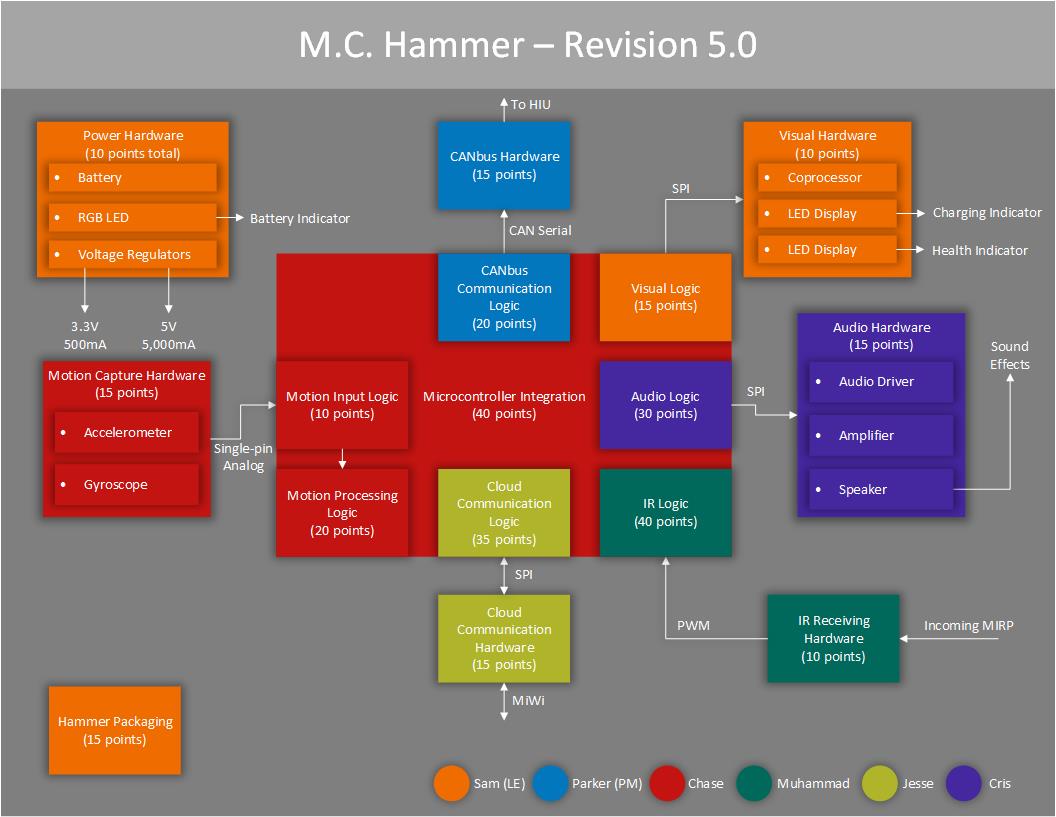 M.C. Hammer – Revision 5.0
To HIU
Power Hardware
(10 points total)
• Battery
• RGB LED
• Voltage Regulators
Battery Indicator
3.3V
500mA
5V
5,000mA
CANbus Hardware
(15 points)
CAN Serial
SPI
Visual Hardware
(10 points)
• Coprocessor
• LED Display
• LED Display
Charging Indicator
Health Indicator
CANbus
Communication
Logic
(20 points)
Visual Logic
(15 points)
Motion Capture Hardware
(15 points)
• Accelerometer
• Gyroscope
Single-pin
Analog
Motion Input Logic
(10 points)
Microcontroller Integration
(40 points)
Audio Logic
(30 points)
SPI
Audio Hardware
(15 points)
• Audio Driver
• Amplifier
• Speaker
Sound
Effects
Motion Processing
Logic
(20 points)
Cloud
Communication
Logic
(35 points)
IR Logic
(40 points)
SPI
Cloud
Communication
Hardware
(15 points)
MiWi
PWM
IR Receiving
Hardware
(10 points)
Incoming MIRP
Hammer Packaging
(15 points)
Sam (LE)
Parker (PM)
Chase
Muhammad
Jesse
Cris